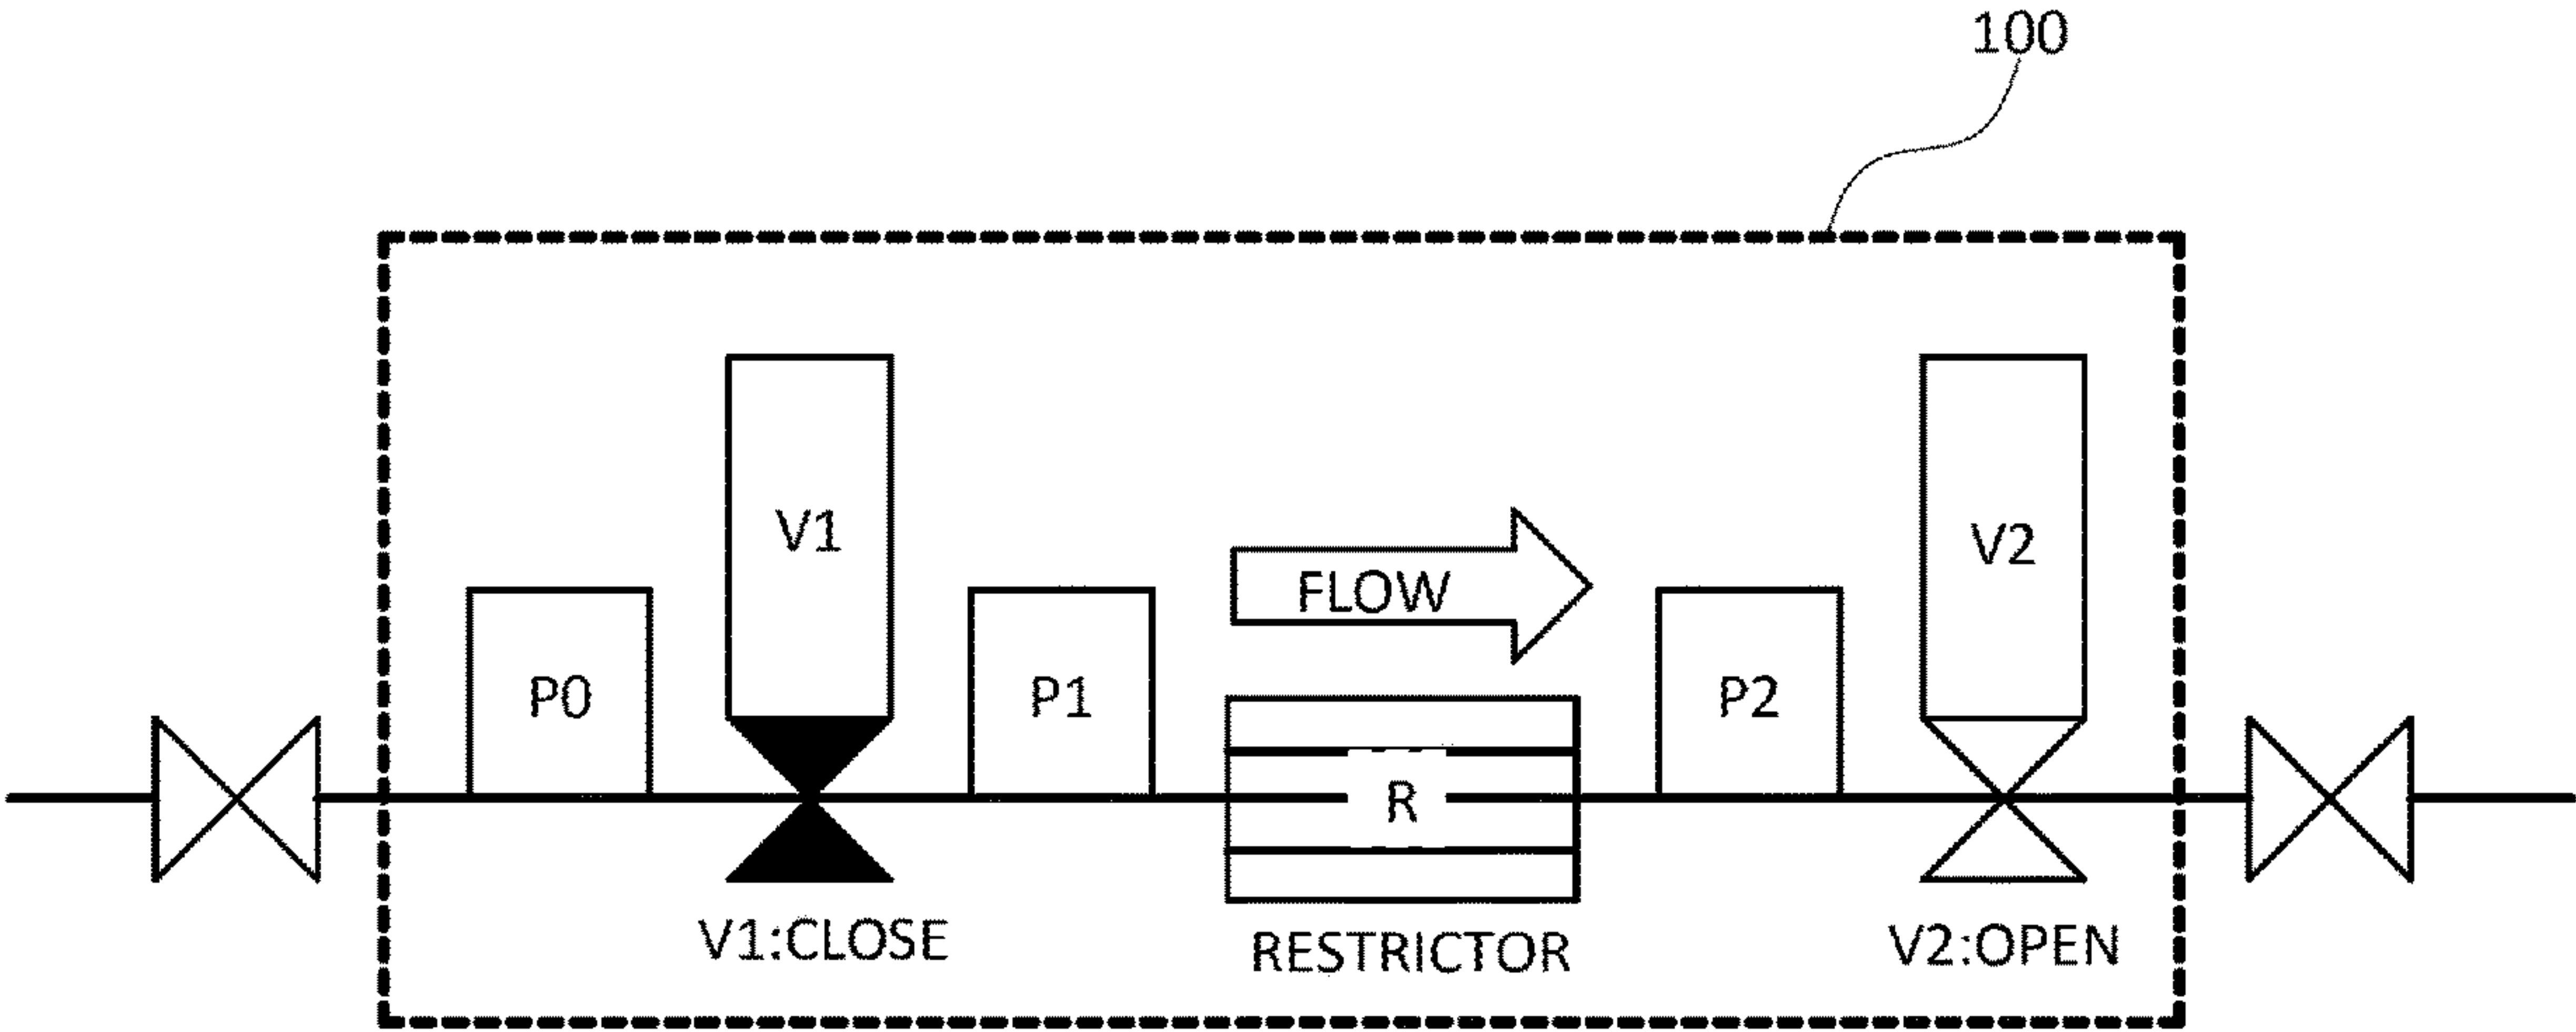 100
V1
V2
FLOW
P0
P1
P2
R
V1:CLOSE
RESTRICTOR
V2:OPEN